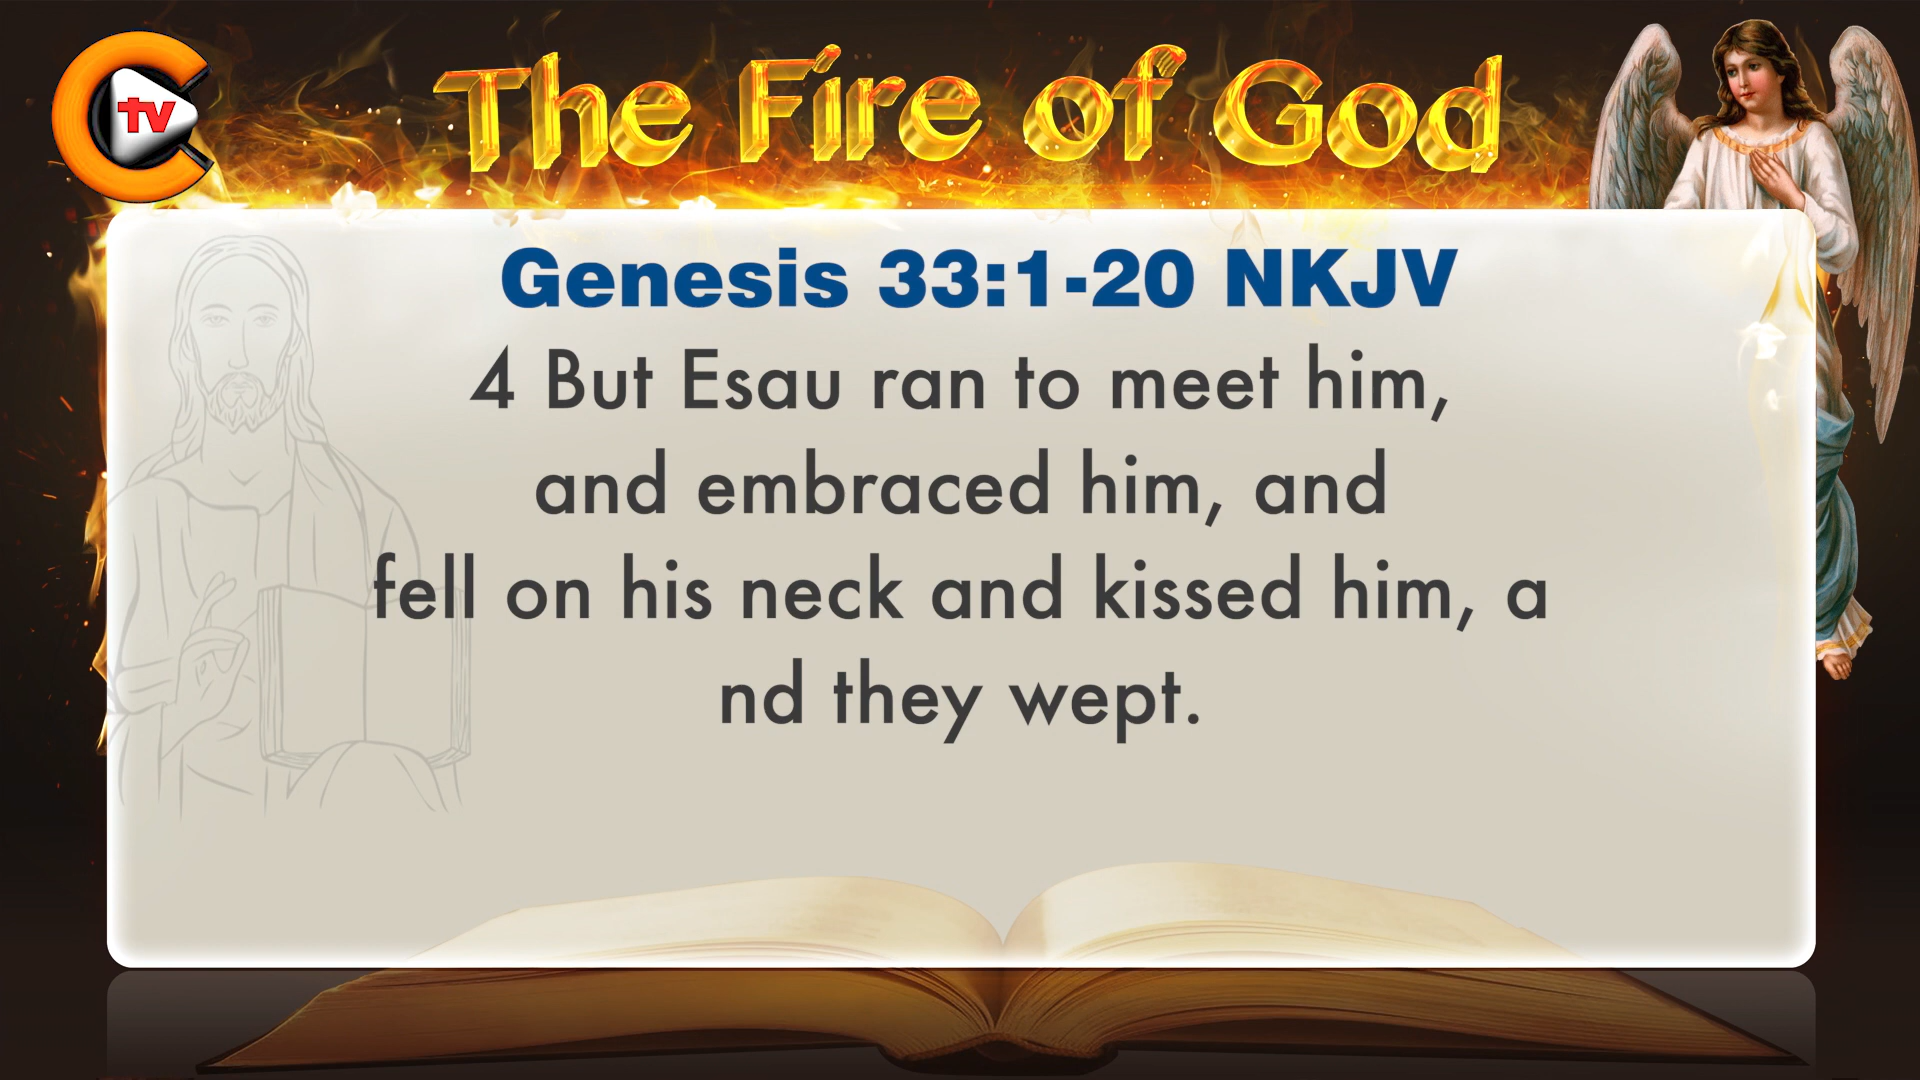 tv
The Fire of God
Genesis 33:1-20 NKJV
4 But Esau ran to meet him,
and embraced him, and
fell on his neck and kissed him, a
nd they wept.